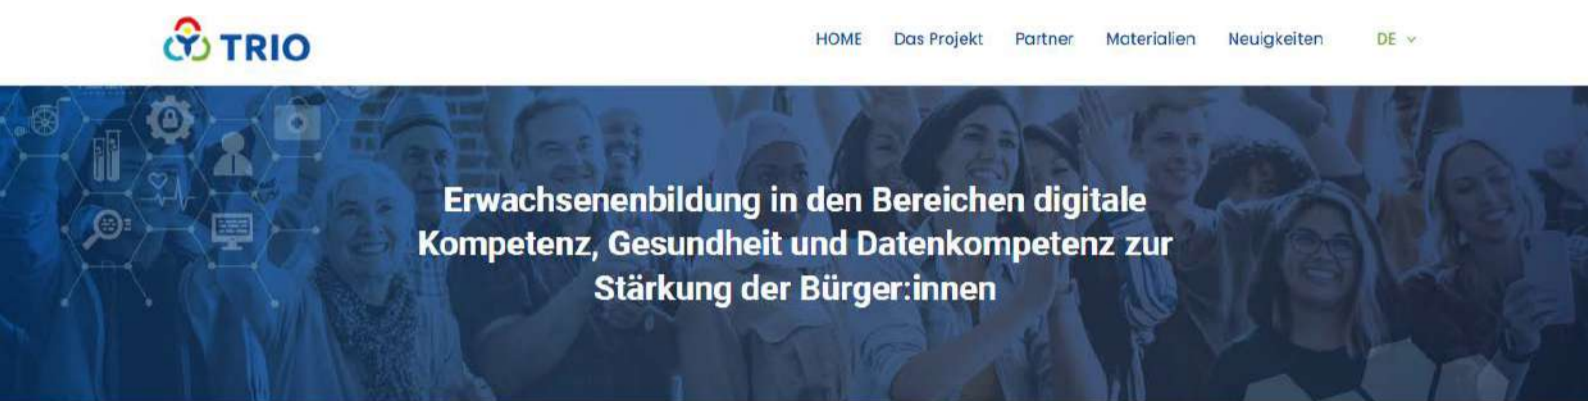 TRIO
HOME Das Projekt Partner Materialien Neuigkeiten DE
Erwachsenenbildung in den Bereichen digitale
Kompetenz, Gesundheit und Datenkompetenz zur
Stärkung der Bürger:innen